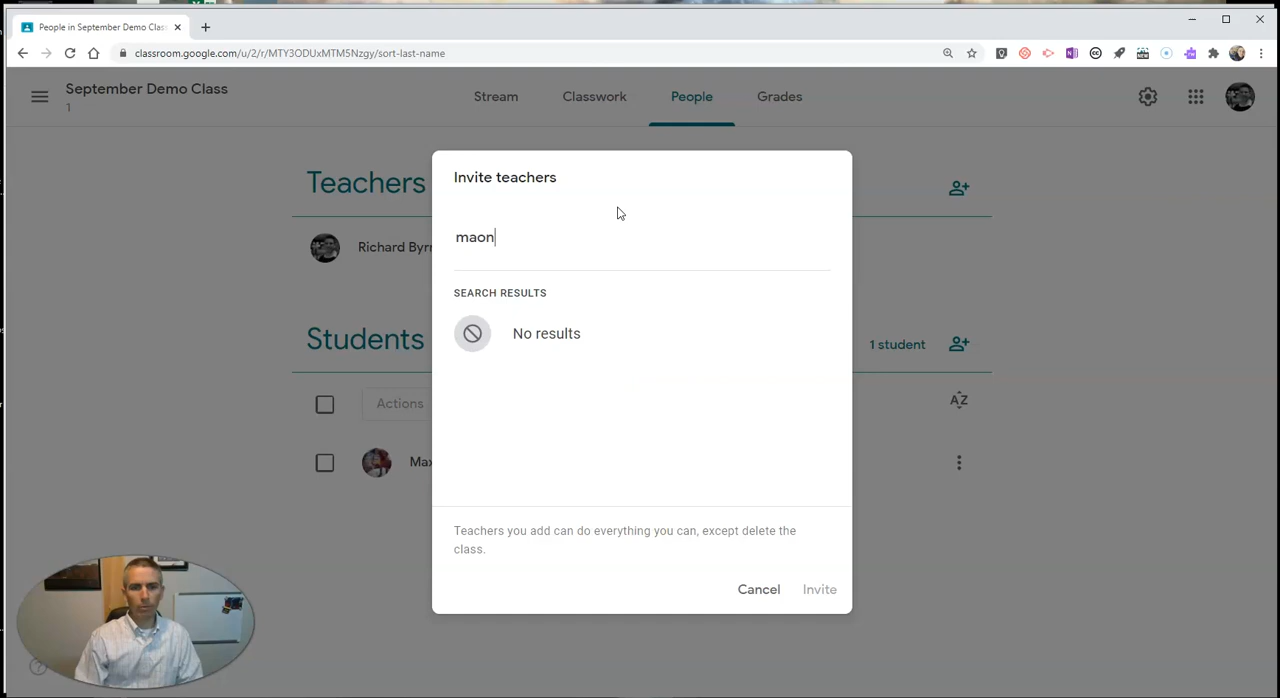 People in September Demo Clas
classroom.google.com/u/2/r/MTY3ODUxMTM5Nzgy/sort-last-name
September Demo Class
1
Stream
Classwork
People
Grades
Invite teachers
Teachers
maon
Richard Byrn
SEARCH RESULTS
No results
Students
1 student
Actions
AZ
Max
Teachers you add can do everything you can, except delete the
class.
Cancel
Invite